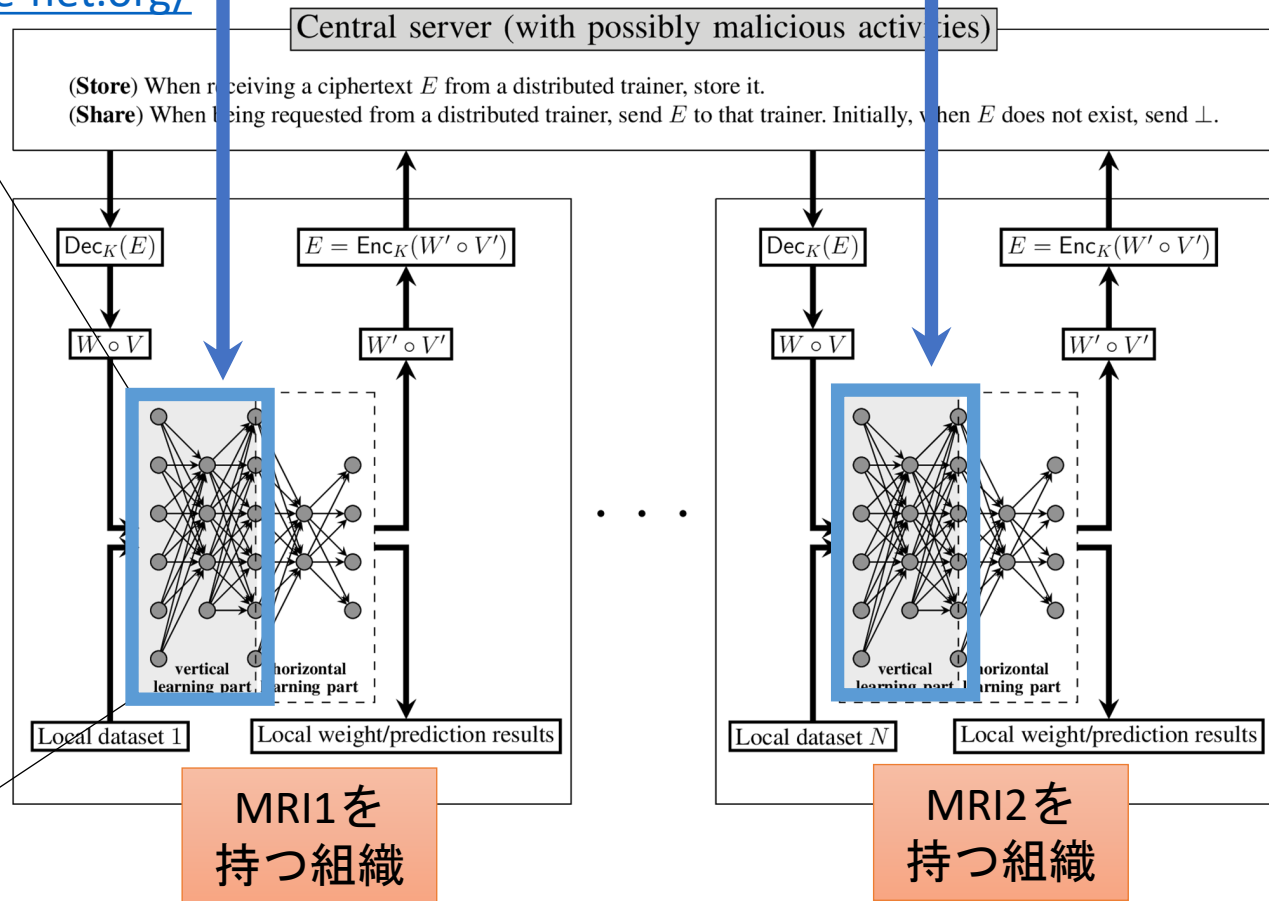 e-net.org/
Central server (with possibly malicious activities)
(Store) When receiving a ciphertext E from a distributed trainer, store it.
(Share) When being requested from a distributed trainer, send E to that trainer. Initially, when E does not exist, send ⊥.
Dec_K(E)
E = Enc_K(W′ ∘ V′)
W ∘ V
W′ ∘ V′
vertical
learning part
horizontal
learning part
Local dataset 1
Local weight/prediction results
MRI1を
持つ組織
· · ·
Dec_K(E)
E = Enc_K(W′ ∘ V′)
W ∘ V
W′ ∘ V′
vertical
learning part
horizontal
learning part
Local dataset N
Local weight/prediction results
MRI2を
持つ組織